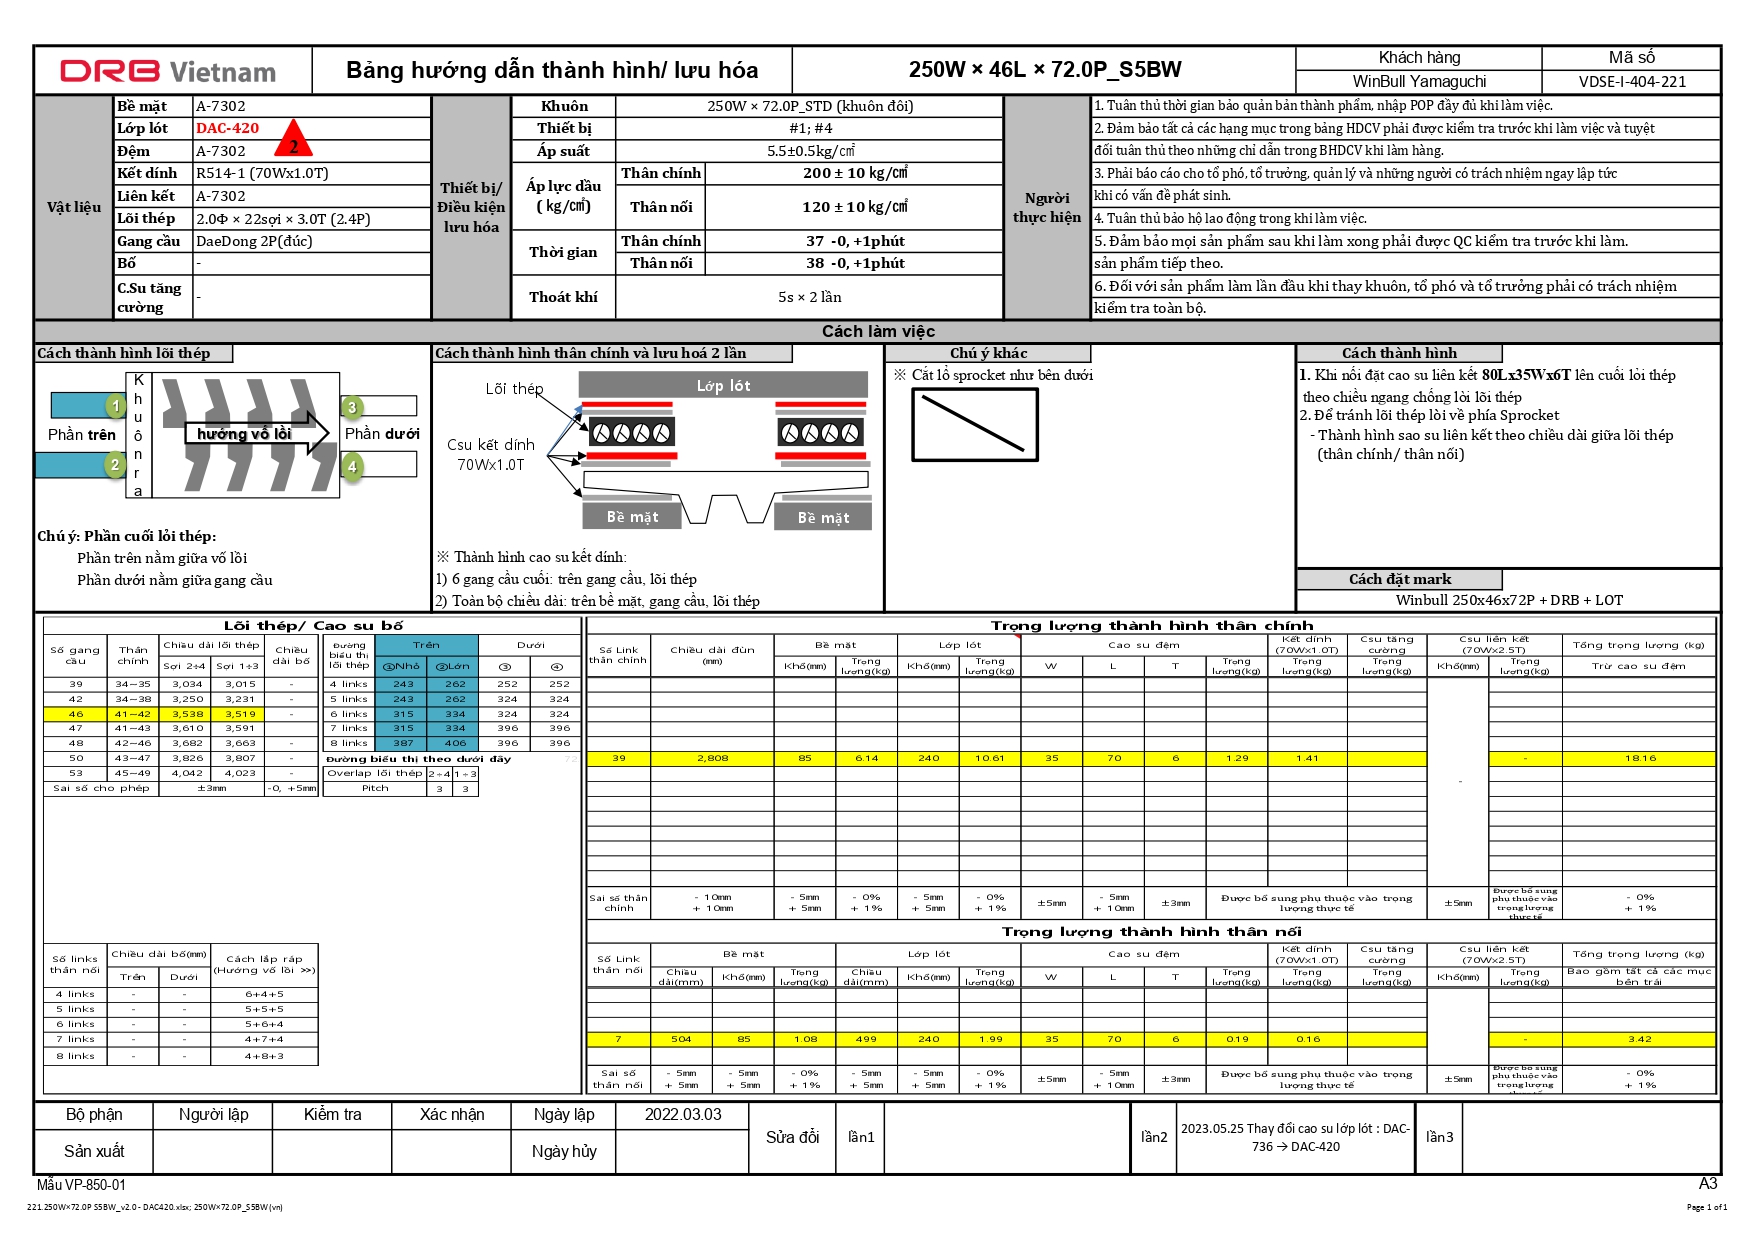 DRB Vietnam
Bảng hướng dẫn thành hình/ lưu hóa
250W × 46L × 72.0P_S5BW
Khách hàng
Mã số
WinBull Yamaguchi
VDSE-I-404-221
Vật liệu
Bề mặt
A-7302
Lớp lót
DAC-420
2
Đệm
A-7302
Kết dính
R514-1 (70Wx1.0T)
Liên kết
A-7302
Lõi thép
2.0Φ × 22sợi × 3.0T (2.4P)
Gang cầu
DaeDong 2P(đúc)
Bố
-
C.Su tăng
cường
-
Thiết bị/
Điều kiện
lưu hóa
Khuôn
250W × 72.0P_STD (khuôn đôi)
Thiết bị
#1; #4
Áp suất
5.5±0.5kg/㎠
Áp lực dầu
( kg/㎠)
Thân chính
200 ± 10 kg/㎠
Thân nối
120 ± 10 kg/㎠
Thời gian
Thân chính
37 -0, +1phút
Thân nối
38 -0, +1phút
Thoát khí
5s × 2 lần
Người
thực hiện
1. Tuân thủ thời gian bảo quản bán thành phẩm, nhập POP đầy đủ khi làm việc.
2. Đảm bảo tất cả các hạng mục trong bảng HDCV phải được kiểm tra trước khi làm việc và tuyệt
đối tuân thủ theo những chỉ dẫn trong BHDCV khi làm hàng.
3. Phải báo cáo cho tổ phó, tổ trưởng, quản lý và những người có trách nhiệm ngay lập tức
khi có vấn đề phát sinh.
4. Tuân thủ bảo hộ lao động trong khi làm việc.
5. Đảm bảo mọi sản phẩm sau khi làm xong phải được QC kiểm tra trước khi làm.
sản phẩm tiếp theo.
6. Đối với sản phẩm làm lần đầu khi thay khuôn, tổ phó và tổ trưởng phải có trách nhiệm
kiểm tra toàn bộ.
Cách làm việc
Cách thành hình lõi thép
1
2
3
4
Phần trên
Khuôn ra
hướng vố lồi
Phần dưới
Chú ý: Phần cuối lõi thép:
Phần trên nằm giữa vố lồi
Phần dưới nằm giữa gang cầu
Cách thành hình thân chính và lưu hoá 2 lần
Lõi thép
Lớp lót
Csu kết dính
70Wx1.0T
Bề mặt
Bề mặt
※ Thành hình cao su kết dính:
1) 6 gang cầu cuối: trên gang cầu, lõi thép
2) Toàn bộ chiều dài: trên bề mặt, gang cầu, lõi thép
Chú ý khác
※ Cắt lổ sprocket như bên dưới
Cách thành hình
1. Khi nối đặt cao su liên kết 80Lx35Wx6T lên cuối lõi thép
theo chiều ngang chống lòi lõi thép
2. Để tránh lõi thép lòi về phía Sprocket
- Thành hình sao su liên kết theo chiều dài giữa lõi thép
(thân chính/ thân nối)
Cách đặt mark
Winbull 250x46x72P + DRB + LOT
Lõi thép/ Cao su bố
Số gang cầu Thân chính Chiều dài lõi thép Chiều dài bố
Sợi 2÷4 Sợi 1÷3
39 34~35 3,034 3,015 -
42 34~38 3,250 3,231 -
46 41~42 3,538 3,519 -
47 41~43 3,610 3,591
48 42~46 3,682 3,663 -
50 43~47 3,826 3,807 -
53 45~49 4,042 4,023 -
Sai số cho phép ±3mm -0, +5mm
Đường biểu thị lõi thép Trên Dưới
①Nhỏ ②Lớn ③ ④
4 links 243 262 252 252
5 links 243 262 324 324
6 links 315 334 324 324
7 links 315 334 396 396
8 links 387 406 396 396
Đường biểu thị theo dưới đây 72
Overlap lõi thép 2÷4 1÷3
Pitch 3 3
Số links thân nối Chiều dài bố(mm) Cách lắp ráp (Hướng vố lồi >>)
Trên Dưới
4 links - - 6+4+5
5 links - - 5+5+5
6 links - - 5+6+4
7 links - - 4+7+4
8 links - - 4+8+3
Trọng lượng thành hình thân chính
Số Link thân chính Chiều dài đùn (mm) Bề mặt Lớp lót Cao su đệm Kết dính (70Wx1.0T) Csu tăng cường Csu liên kết (70Wx2.5T) Tổng trọng lượng (kg)
Khổ(mm) Trọng lượng(kg) Khổ(mm) Trọng lượng(kg) W L T Trọng lượng(kg) Trọng lượng(kg) Trọng lượng(kg) Khổ(mm) Trọng lượng(kg) Trừ cao su đệm
39 2,808 85 6.14 240 10.61 35 70 6 1.29 1.41 - 18.16
-
Sai số thân chính - 10mm + 10mm - 5mm + 5mm - 0% + 1% - 5mm + 5mm - 0% + 1% ±5mm - 5mm + 10mm ±3mm Được bổ sung phụ thuộc vào trọng lượng thực tế ±5mm Được bổ sung phụ thuộc vào trọng lượng thực tế - 0% + 1%
Trọng lượng thành hình thân nối
Số Link thân nối Bề mặt Lớp lót Cao su đệm Kết dính (70Wx1.0T) Csu tăng cường Csu liên kết (70Wx2.5T) Tổng trọng lượng (kg)
Chiều dài(mm) Khổ(mm) Trọng lượng(kg) Chiều dài(mm) Khổ(mm) Trọng lượng(kg) W L T Trọng lượng(kg) Trọng lượng(kg) Trọng lượng(kg) Khổ(mm) Trọng lượng(kg) Bao gồm tất cả các mục bên trái
7 504 85 1.08 499 240 1.99 35 70 6 0.19 0.16 - 3.42
Sai số thân nối - 5mm + 5mm - 5mm + 5mm - 0% + 1% - 5mm + 5mm - 5mm + 5mm - 0% + 1% ±5mm - 5mm + 10mm ±3mm Được bổ sung phụ thuộc vào trọng lượng thực tế ±5mm Được bổ sung phụ thuộc vào trọng lượng - 0% + 1%
Bộ phận
Người lập
Kiểm tra
Xác nhận
Ngày lập
2022.03.03
Sửa đổi
lần1
lần2
2023.05.25 Thay đổi cao su lớp lót : DAC-
736 → DAC-420
lần3
Sản xuất
Ngày hủy
Mẫu VP-850-01
A3
221.250W×72.0P S5BW_v2.0 - DAC420.xlsx; 250W×72.0P_S5BW (vn)
Page 1 of 1